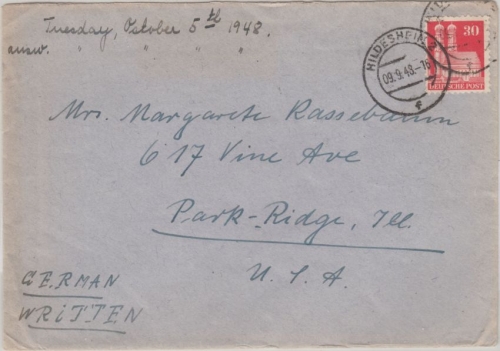 Tuesday, October 5th 1948.
answ. " " " "
30
DEUTSCHE POST
HILDESHEIM
09.9.48.-16
f
Mrs. Margarete Kassebaum
617 Vine Ave
Park-Ridge, Ill.
U.S.A.
GERMAN
WRITTEN